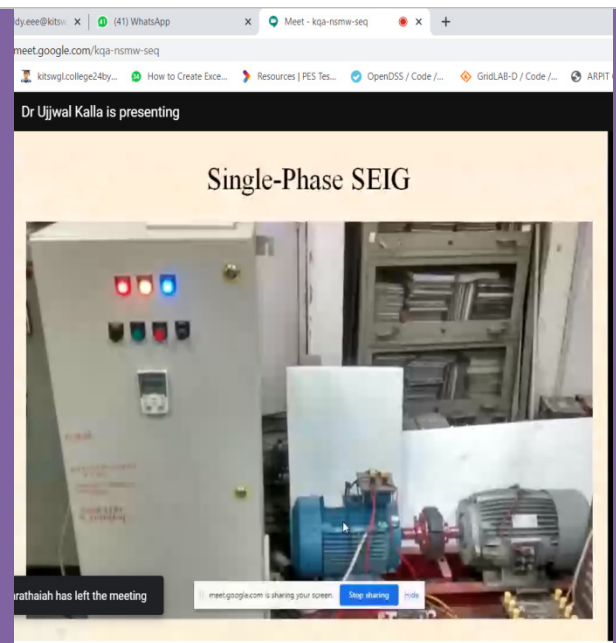 dy.eee@kitsw
(41) WhatsApp
Meet - kqa-nsmw-seq
meet.google.com/kqa-nsmw-seq
kitswgl.college24by...
How to Create Exce...
Resources | PES Tes...
OpenDSS / Code /...
GridLAB-D / Code /...
ARPIT
Dr Ujjwal Kalla is presenting
Single-Phase SEIG
arathaiah has left the meeting
meet.google.com is sharing your screen.
Stop sharing
Hide